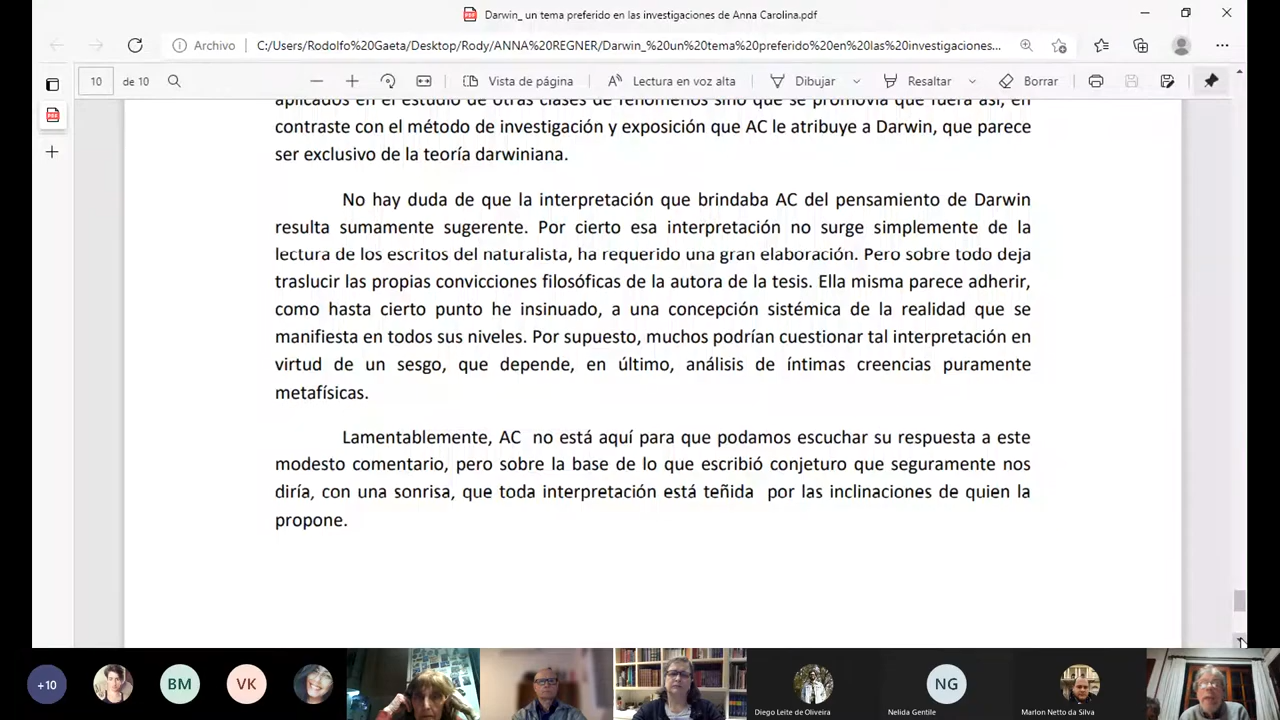 Darwin_ un tema preferido en las investigaciones de Anna Carolina.pdf
Archivo
C:/Users/Rodolfo%20Gaeta/Desktop/Rody/ANNA%20REGNER/Darwin_%20un%20tema%20preferido%20en%20las%20investigaciones...
10 de 10
Vista de página
Lectura en voz alta
Dibujar
Resaltar
Borrar
aplicados en el estudio de otras clases de fenómenos sino que se promovía que fuera así, en
contraste con el método de investigación y exposición que AC le atribuye a Darwin, que parece
ser exclusivo de la teoría darwiniana.
No hay duda de que la interpretación que brindaba AC del pensamiento de Darwin
resulta sumamente sugerente. Por cierto esa interpretación no surge simplemente de la
lectura de los escritos del naturalista, ha requerido una gran elaboración. Pero sobre todo deja
traslucir las propias convicciones filosóficas de la autora de la tesis. Ella misma parece adherir,
como hasta cierto punto he insinuado, a una concepción sistémica de la realidad que se
manifiesta en todos sus niveles. Por supuesto, muchos podrían cuestionar tal interpretación en
virtud de un sesgo, que depende, en último, análisis de íntimas creencias puramente
metafísicas.
Lamentablemente, AC no está aquí para que podamos escuchar su respuesta a este
modesto comentario, pero sobre la base de lo que escribió conjeturo que seguramente nos
diría, con una sonrisa, que toda interpretación está teñida por las inclinaciones de quien la
propone.
+10
BM
VK
NG
Diego Leite de Oliveira
Nelida Gentile
Marlon Netto da Silva